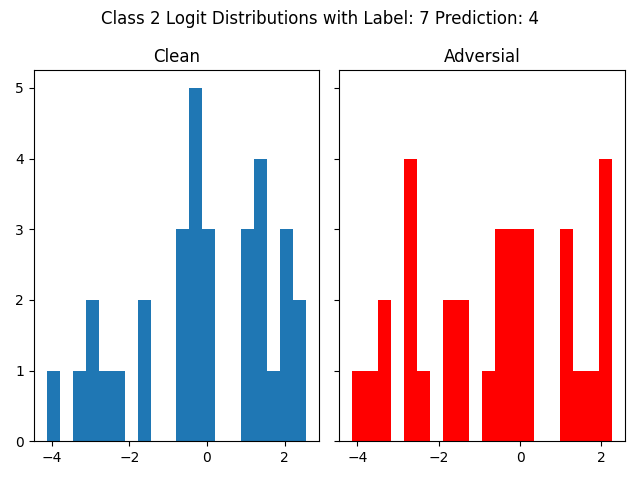 Class 2 Logit Distributions with Label: 7 Prediction: 4
Clean
Adversial
5
4
3
2
1
0
−4 −2 0 2
−4 −2 0 2